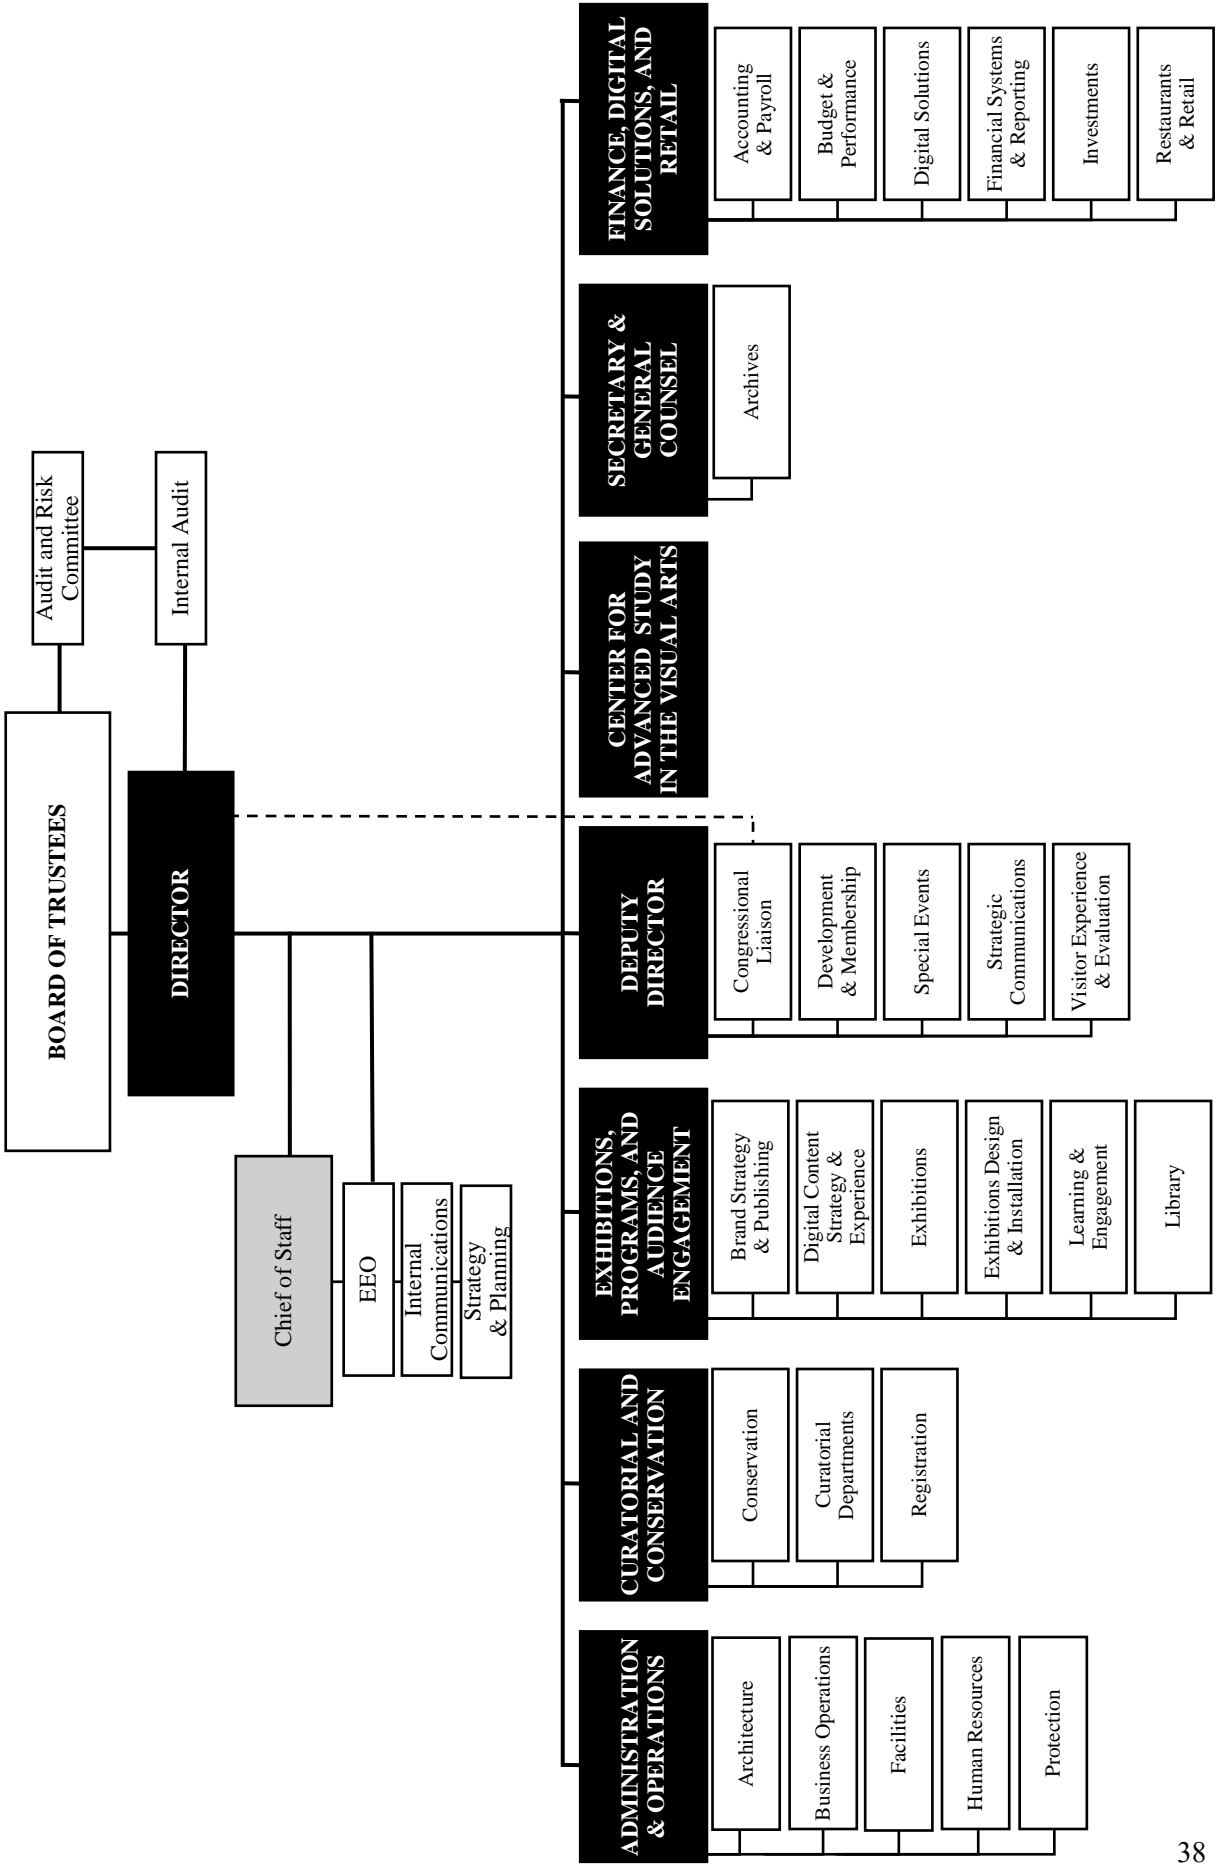 BOARD OF TRUSTEES
Audit and Risk
Committee
DIRECTOR
Internal Audit
Chief of Staff
EEO
Internal
Communications
Strategy
& Planning
ADMINISTRATION
& OPERATIONS
Architecture
Business Operations
Facilities
Human Resources
Protection
CURATORIAL AND
CONSERVATION
Conservation
Curatorial
Departments
Registration
EXHIBITIONS,
PROGRAMS, AND
AUDIENCE
ENGAGEMENT
Brand Strategy
& Publishing
Digital Content
Strategy &
Experience
Exhibitions
Exhibitions Design
& Installation
Learning &
Engagement
Library
DEPUTY
DIRECTOR
Congressional
Liaison
Development
& Membership
Special Events
Strategic
Communications
Visitor Experience
& Evaluation
CENTER FOR
ADVANCED STUDY
IN THE VISUAL ARTS
SECRETARY &
GENERAL
COUNSEL
Archives
FINANCE, DIGITAL
SOLUTIONS, AND
RETAIL
Accounting
& Payroll
Budget &
Performance
Digital Solutions
Financial Systems
& Reporting
Investments
Restaurants
& Retail
38